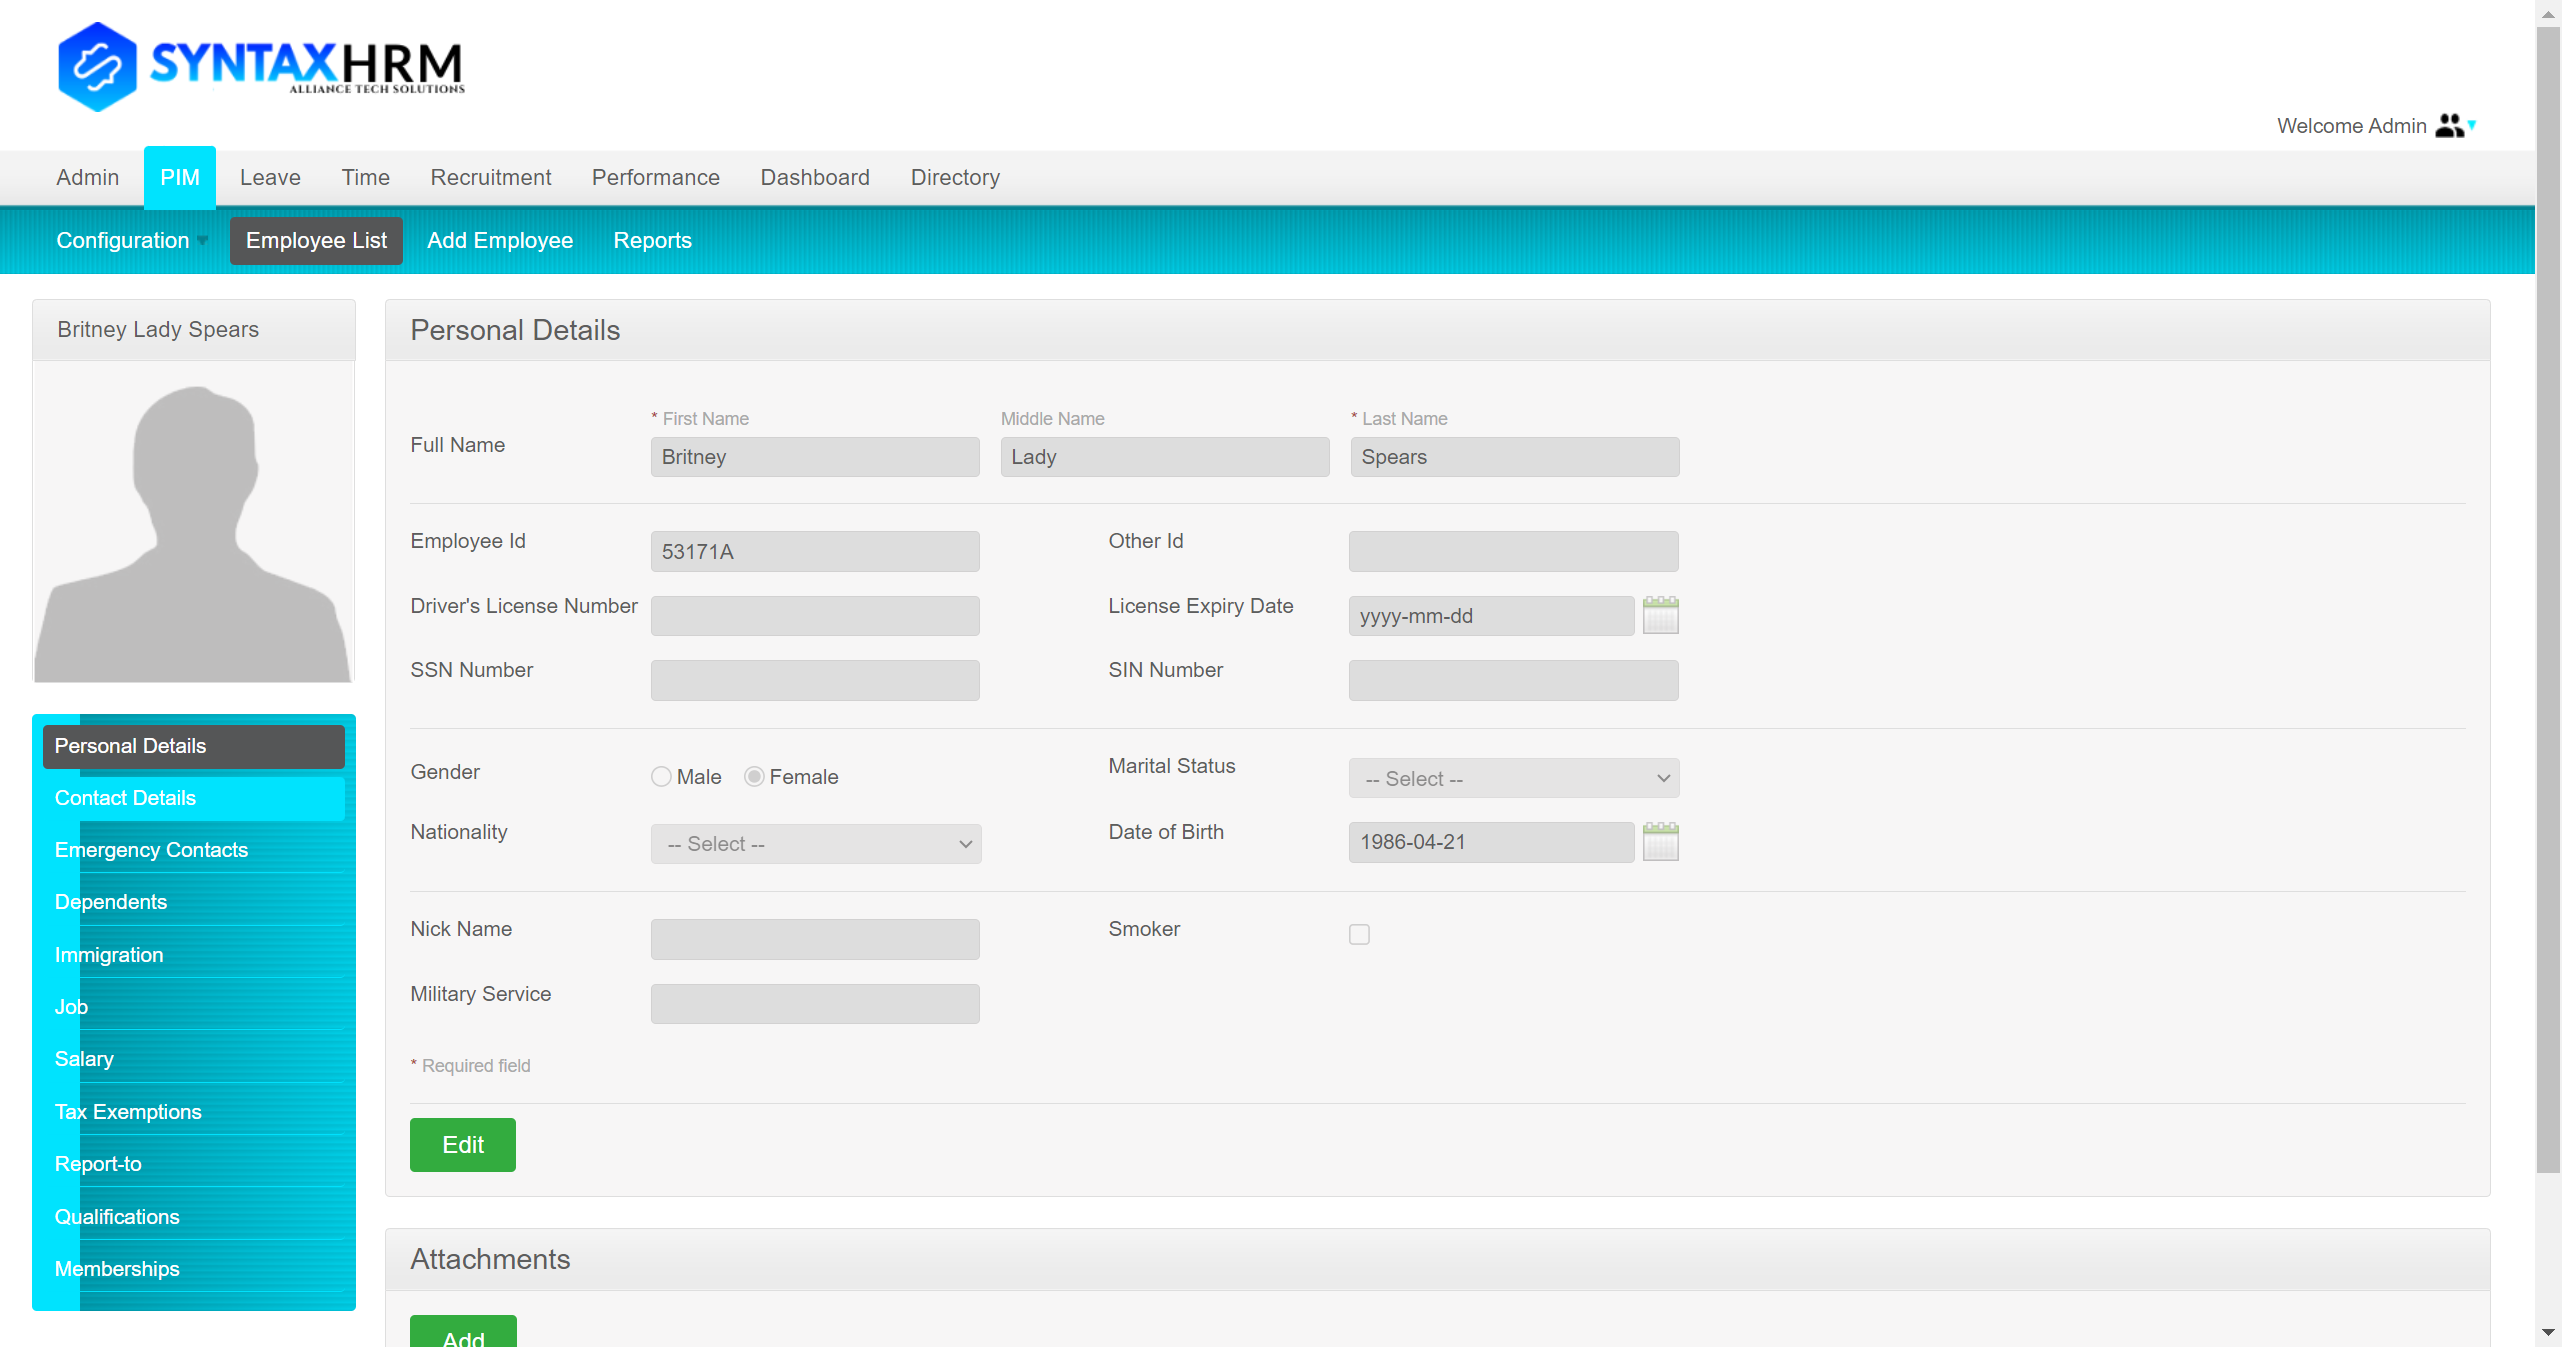 SYNTAXHRM
ALLIANCE TECH SOLUTIONS
Welcome Admin
Admin PIM Leave Time Recruitment Performance Dashboard Directory
Configuration Employee List Add Employee Reports
Britney Lady Spears
Personal Details
Contact Details
Emergency Contacts
Dependents
Immigration
Job
Salary
Tax Exemptions
Report-to
Qualifications
Memberships
Personal Details
* First Name Middle Name * Last Name
Full Name Britney Lady Spears
Employee Id 53171A Other Id
Driver's License Number License Expiry Date yyyy-mm-dd
SSN Number SIN Number
Gender Male Female Marital Status -- Select --
Nationality -- Select -- Date of Birth 1986-04-21
Nick Name Smoker
Military Service
* Required field
Edit
Attachments
Add